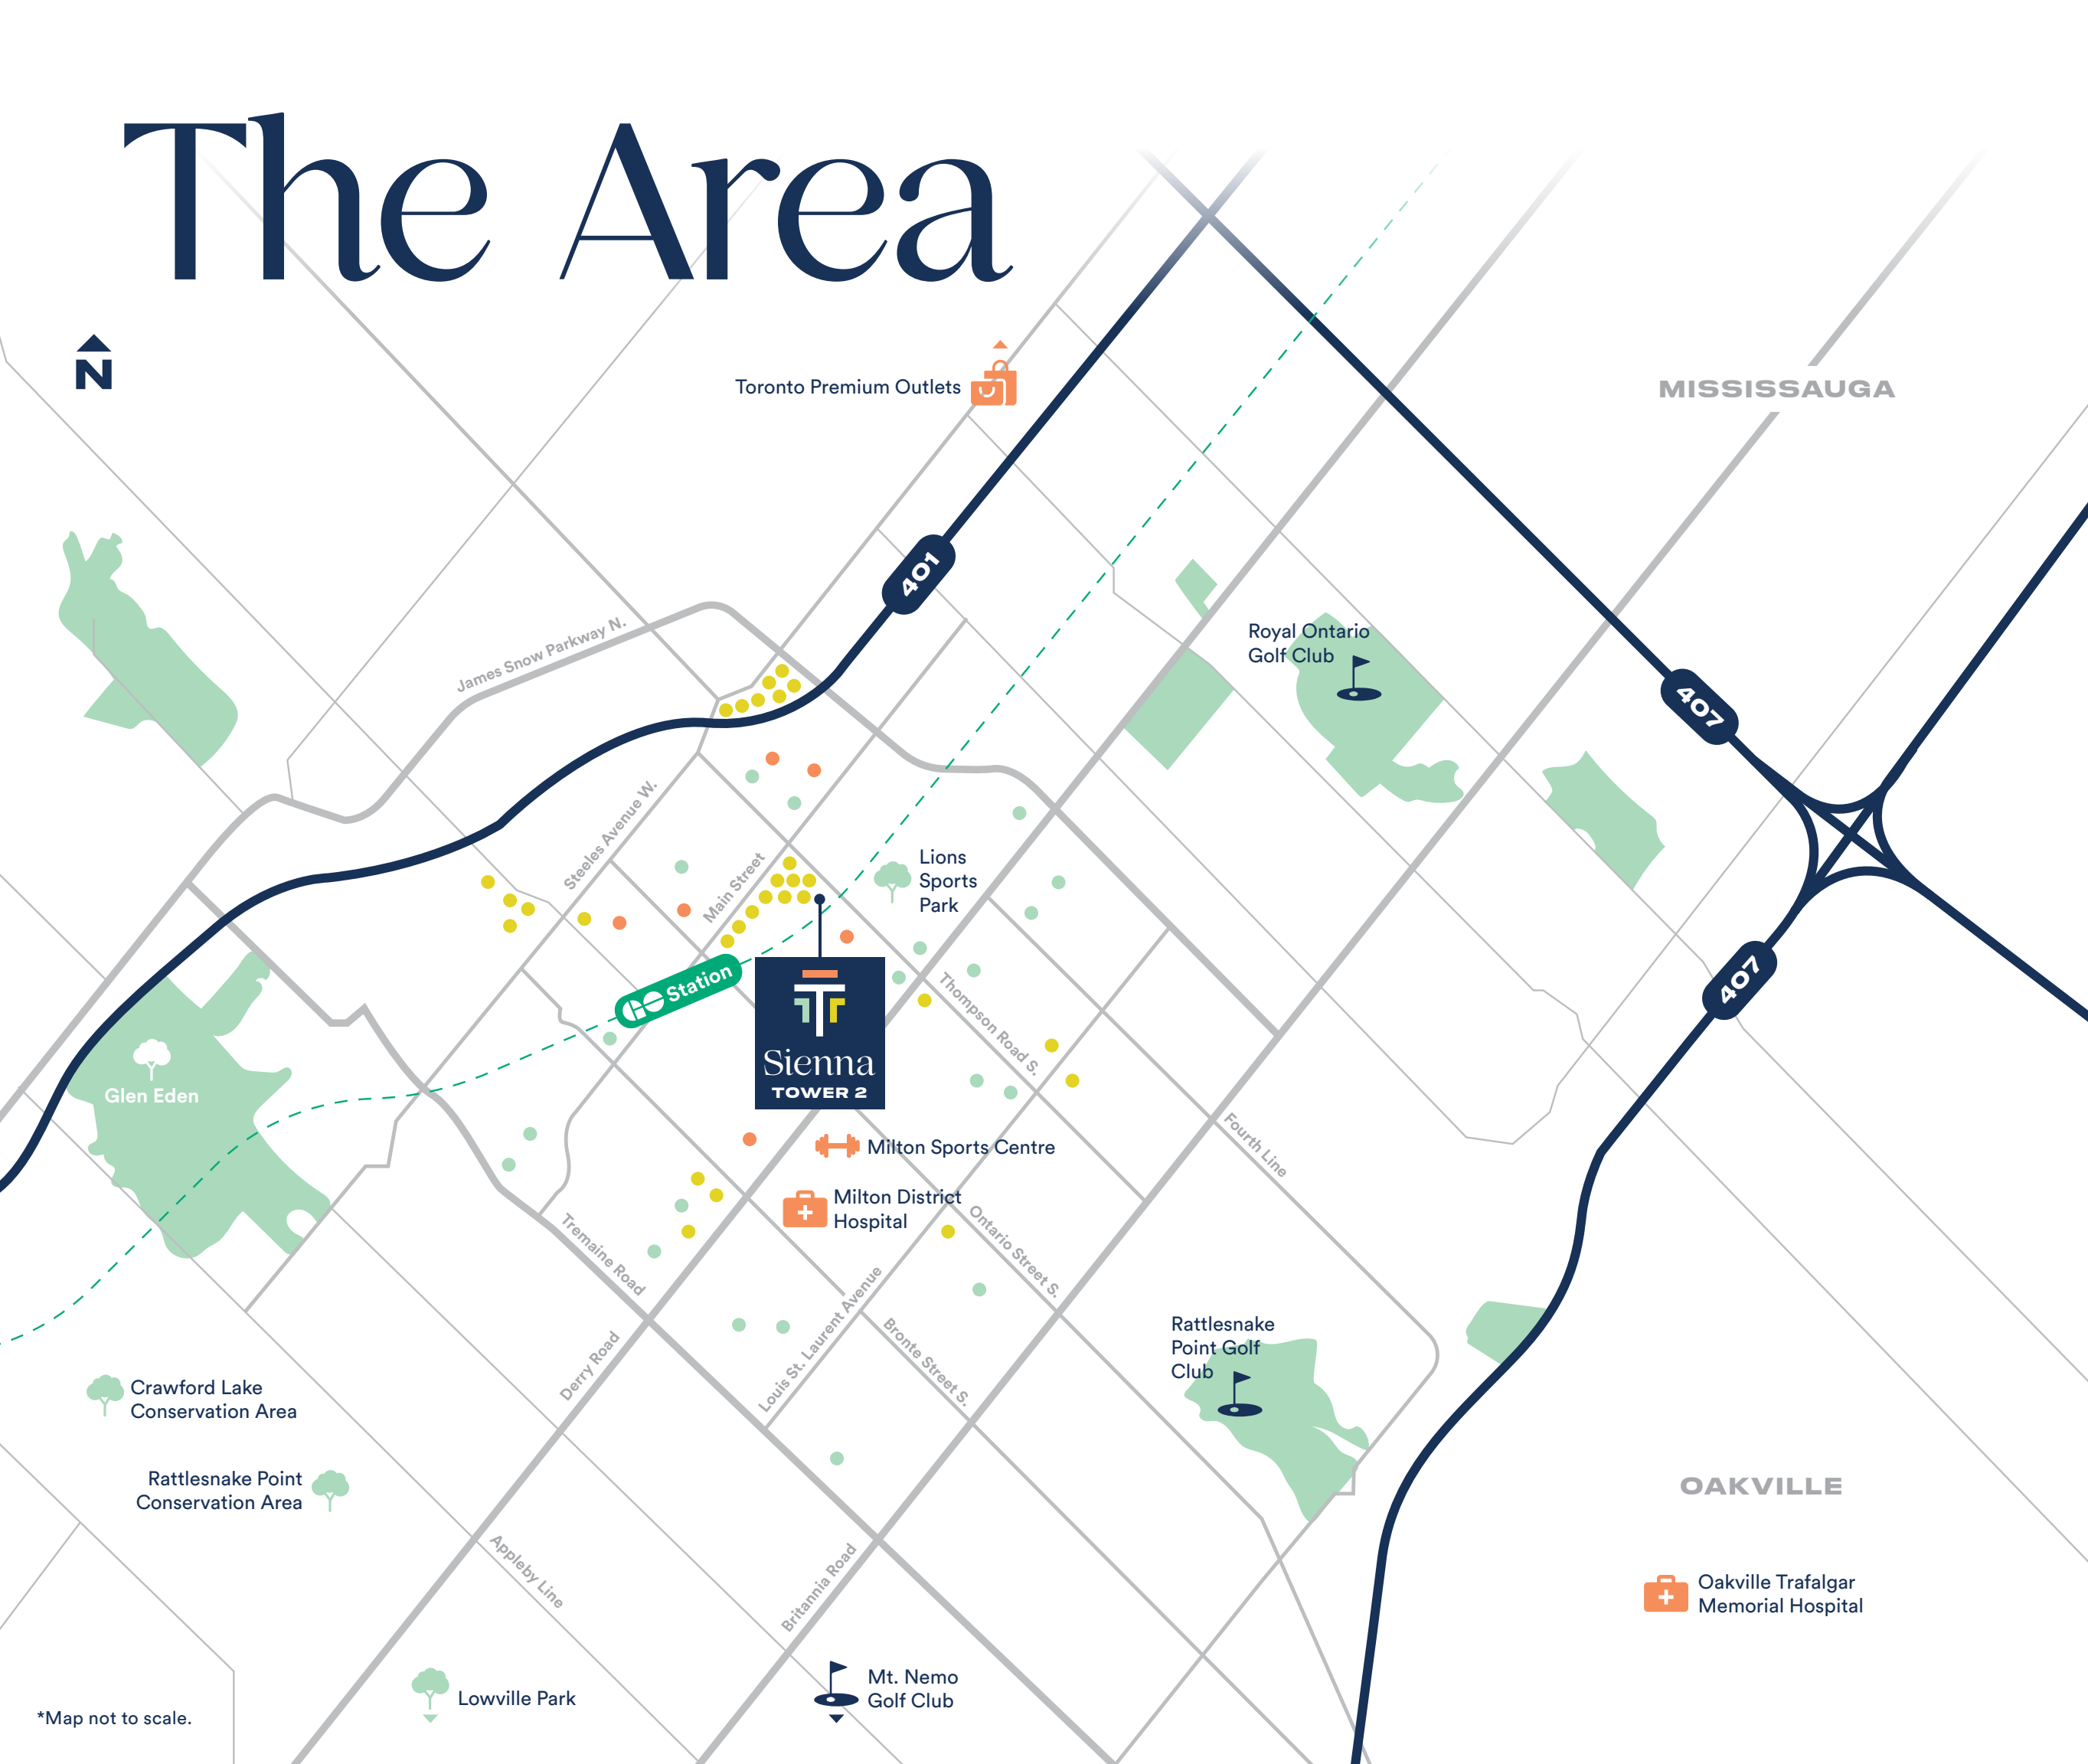 The Area
N
Toronto Premium Outlets
MISSISSAUGA
401
James Snow Parkway N.
Royal Ontario
Golf Club
407
Steeles Avenue W.
Main Street
Lions
Sports
Park
GO Station
407
Thompson Road S.
Sienna
TOWER 2
Glen Eden
Milton Sports Centre
Fourth Line
Milton District
Hospital
Tremaine Road
Ontario Street S.
Louis St. Laurent Avenue
Bronte Street S.
Derry Road
Rattlesnake
Point Golf
Club
Crawford Lake
Conservation Area
Rattlesnake Point
Conservation Area
OAKVILLE
Appleby Line
Britannia Road
Oakville Trafalgar
Memorial Hospital
Lowville Park
Mt. Nemo
Golf Club
*Map not to scale.